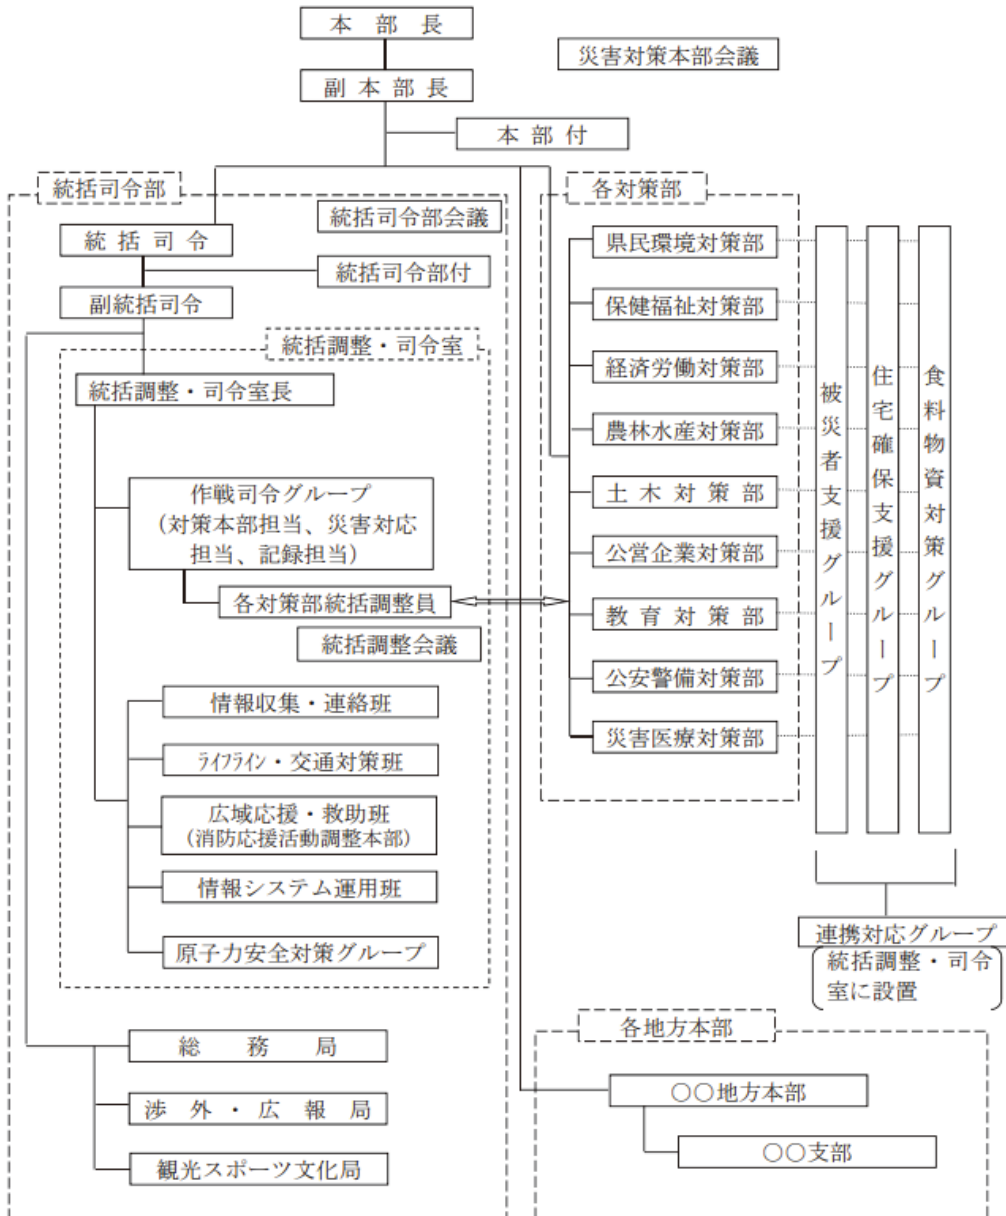 本部長
災害対策本部会議
副本部長
本部付
統括司令部
各対策部
統括司令部会議
統括司令
統括司令部付
副統括司令
統括調整・司令室
統括調整・司令室長
作戦司令グループ
(対策本部担当、災害対応
担当、記録担当)
各対策部統括調整員
統括調整会議
情報収集・連絡班
ﾗｲﾌﾗｲﾝ・交通対策班
広域応援・救助班
(消防応援活動調整本部)
情報システム運用班
原子力安全対策グループ
総務局
渉外・広報局
観光スポーツ文化局
県民環境対策部
保健福祉対策部
経済労働対策部
農林水産対策部
土木対策部
公営企業対策部
教育対策部
公安警備対策部
災害医療対策部
被災者支援グループ
住宅確保支援グループ
食料物資対策グループ
連携対応グループ
統括調整・司令
室に設置
各地方本部
○○地方本部
○○支部